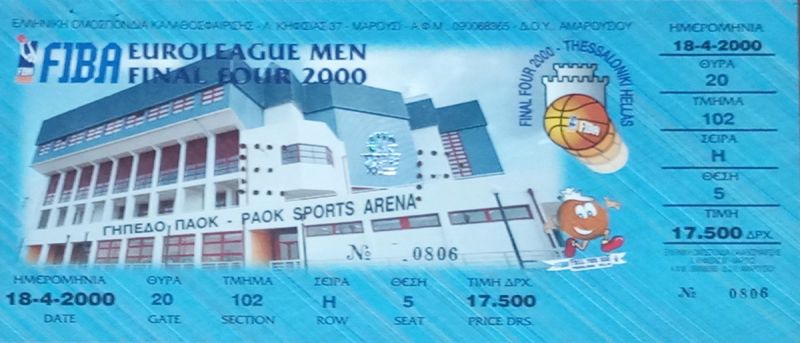 ΕΛΛΗΝΙΚΗ ΟΜΟΣΠΟΝΔΙΑ ΚΑΛΑΘΟΣΦΑΙΡΙΣΗΣ - Λ. ΚΗΦΙΣΙΑΣ 37 - ΜΑΡΟΥΣΙ - Α.Φ.Μ. 090068365 - Δ.Ο.Υ. ΑΜΑΡΟΥΣΙΟΥ
FIBA EUROLEAGUE MEN
FINAL FOUR 2000
FINAL FOUR 2000 - THESSALONIKI HELLAS
FIBA
ΓΗΠΕΔΟ ΠΑΟΚ - PAOK SPORTS ARENA
№ 0806
ΗΜΕΡΟΜΗΝΙΑ ΘΥΡΑ ΤΜΗΜΑ ΣΕΙΡΑ ΘΕΣΗ ΤΙΜΗ ΔΡΧ.
18-4-2000 20 102 H 5 17.500
DATE GATE SECTION ROW SEAT PRICE DRS.
ΗΜΕΡΟΜΗΝΙΑ
18-4-2000
ΘΥΡΑ
20
ΤΜΗΜΑ
102
ΣΕΙΡΑ
H
ΘΕΣΗ
5
ΤΙΜΗ
17.500 ΔΡΧ.
№ 0806